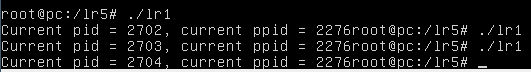 root@pc:/lr5# ./lr1
Current pid = 2702, current ppid = 2276root@pc:/lr5# ./lr1
Current pid = 2703, current ppid = 2276root@pc:/lr5# ./lr1
Current pid = 2704, current ppid = 2276root@pc:/lr5# _